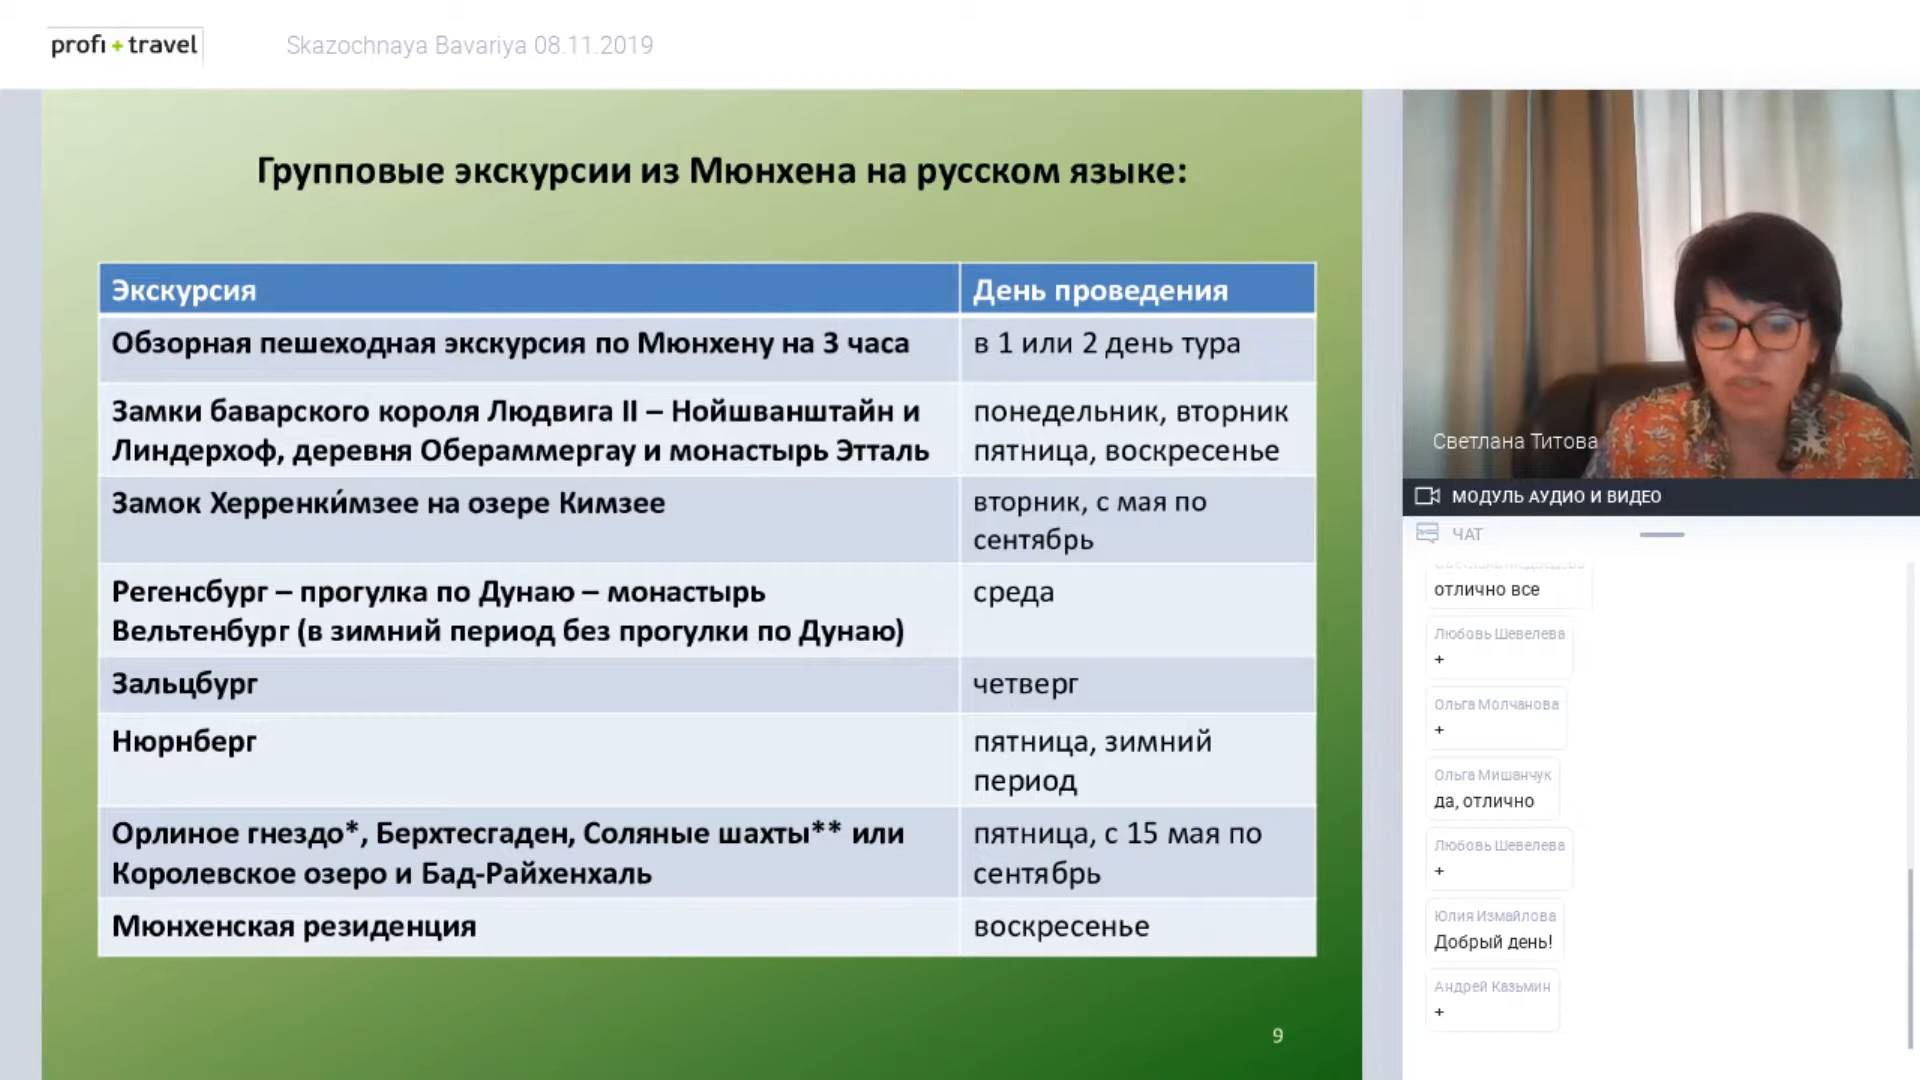 profi + travel
Skazochnaya Bavariya 08.11.2019
Групповые экскурсии из Мюнхена на русском языке:
Экскурсия
День проведения
Обзорная пешеходная экскурсия по Мюнхену на 3 часа
в 1 или 2 день тура
Замки баварского короля Людвига II – Нойшванштайн и
Линдерхоф, деревня Обераммергау и монастырь Этталь
понедельник, вторник
пятница, воскресенье
Замок Херренки́мзее на озере Кимзее
вторник, с мая по
сентябрь
Регенсбург – прогулка по Дунаю – монастырь
Вельтенбург (в зимний период без прогулки по Дунаю)
среда
Зальцбург
четверг
Нюрнберг
пятница, зимний
период
Орлиное гнездо*, Берхтесгаден, Соляные шахты** или
Королевское озеро и Бад-Райхенхаль
пятница, с 15 мая по
сентябрь
Мюнхенская резиденция
воскресенье
9
Светлана Титова
МОДУЛЬ АУДИО И ВИДЕО
ЧАТ
отлично все
Любовь Шевелева
+
Ольга Молчанова
+
Ольга Мишанчук
да, отлично
Любовь Шевелева
+
Юлия Измайлова
Добрый день!
Андрей Казьмин
+